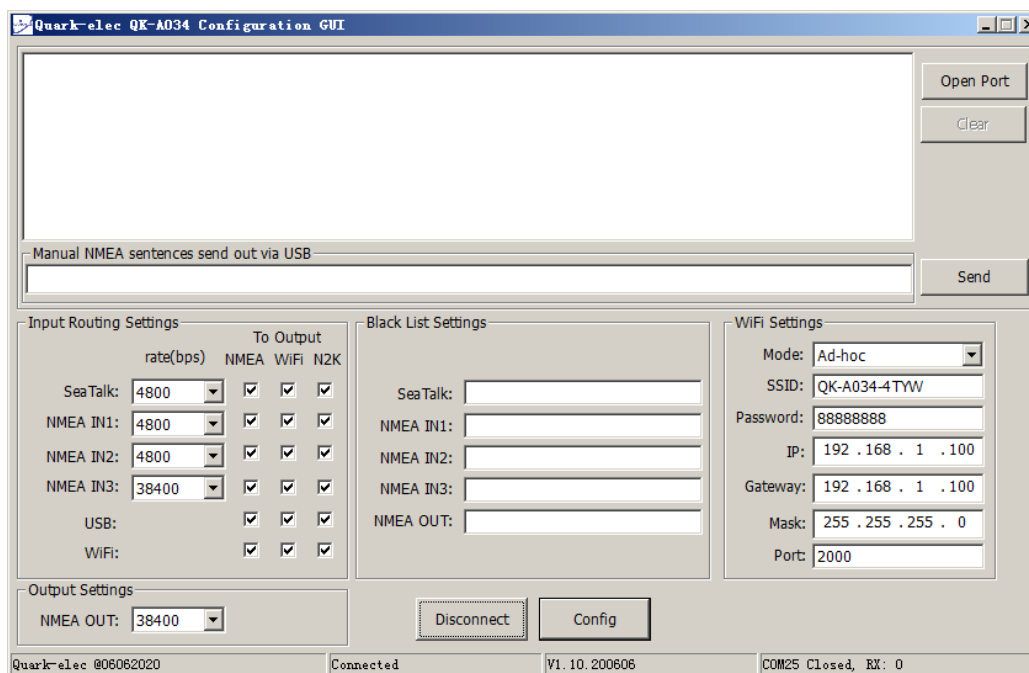 Quark-elec QK-A034 Configuration GUI
Open Port
Clear
Manual NMEA sentences send out via USB
Send
Input Routing Settings
To Output
rate(bps) NMEA WiFi N2K
SeaTalk: 4800
NMEA IN1: 4800
NMEA IN2: 4800
NMEA IN3: 38400
USB:
WiFi:
Black List Settings
SeaTalk:
NMEA IN1:
NMEA IN2:
NMEA IN3:
NMEA OUT:
WiFi Settings
Mode: Ad-hoc
SSID: QK-A034-4TYW
Password: 88888888
IP: 192 .168 . 1 .100
Gateway: 192 .168 . 1 .100
Mask: 255 .255 .255 . 0
Port: 2000
Output Settings
NMEA OUT: 38400
Disconnect
Config
Quark-elec @06062020
Connected
V1.10.200606
COM25 Closed, RX: 0